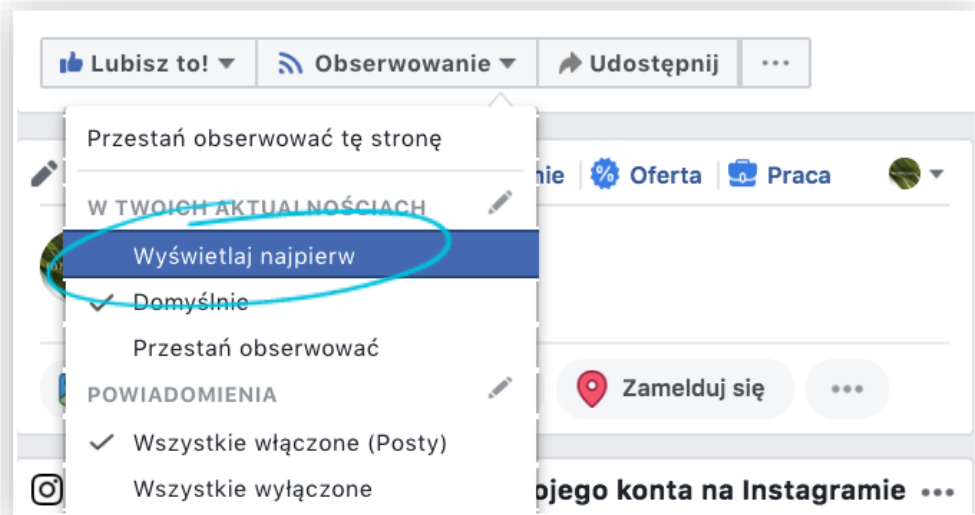 Lubisz to! Obserwowanie Udostępnij
Przestań obserwować tę stronę
Oferta Praca
W TWOICH AKTUALNOŚCIACH
Wyświetlaj najpierw
Domyślnie
Przestań obserwować
Zamelduj się
POWIADOMIENIA
Wszystkie włączone (Posty)
Wszystkie wyłączone
konta na Instagramie